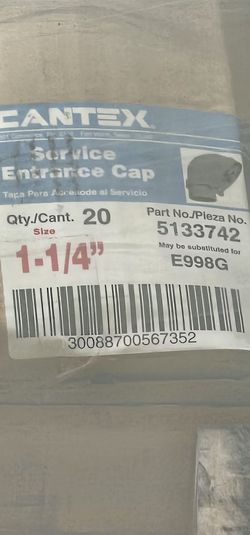 CANTEX
Service
Entrance Cap
Tapa Para Accesode al Servicio
Qty./Cant. 20
Part No./Pieza No.
5133742
Size
May be substituted for
1-1/4"
E998G
30088700567352